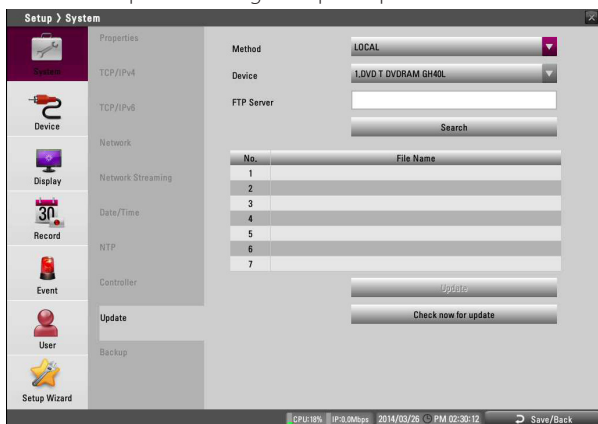 Setup > System
System
Device
Display
30
Record
Event
User
Setup Wizard
Properties
TCP/IPv4
TCP/IPv6
Network
Network Streaming
Date/Time
NTP
Controller
Update
Backup
Method LOCAL
Device 1.DVD T DVDRAM GH40L
FTP Server
Search
No. File Name
1
2
3
4
5
6
7
Update
Check now for update
CPU:18% IP:0.0Mbps 2014/03/26 PM 02:30:12 Save/Back